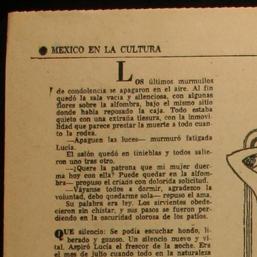 MEXICO EN LA CULTURA
Los últimos murmullos
de condolencia se apagaron en el aire. Al fin
quedó la sala vacía y silenciosa, con algunas
flores sobre la alfombra, bajo el mismo sitio
donde había reposado la caja. Todo estaba
quieto con una extraña tiesura, con la inmovili-
dad que parece prestar la muerte a todo cuan-
to la rodea.
—Apaguen las luces— murmuró fatigada
Lucía.
El salón quedó en tinieblas y todos salie-
ron uno tras otro.
—¿Quere la patrona que mi mujer duer-
ma hoy con ella? Puede quedar en la alfom-
bra— propuso el criado con dolorida solicitud.
—Váyanse todos a dormir, agradezco la
voluntad, debo quedarme sola— repuso el ama.
Su palabra era ley. Los sirvientes obede-
cieron sin chistar, y sus pasos se fueron per-
diendo en la oscuridad olorosa de los patios.
QUE silencio: Se podía escuchar hondo, li-
berado y guzoso. Un silencio nuevo y vi-
tal. Aspiró Lucía el frescor de la noche. Era
el mes de julio cuando todo en la